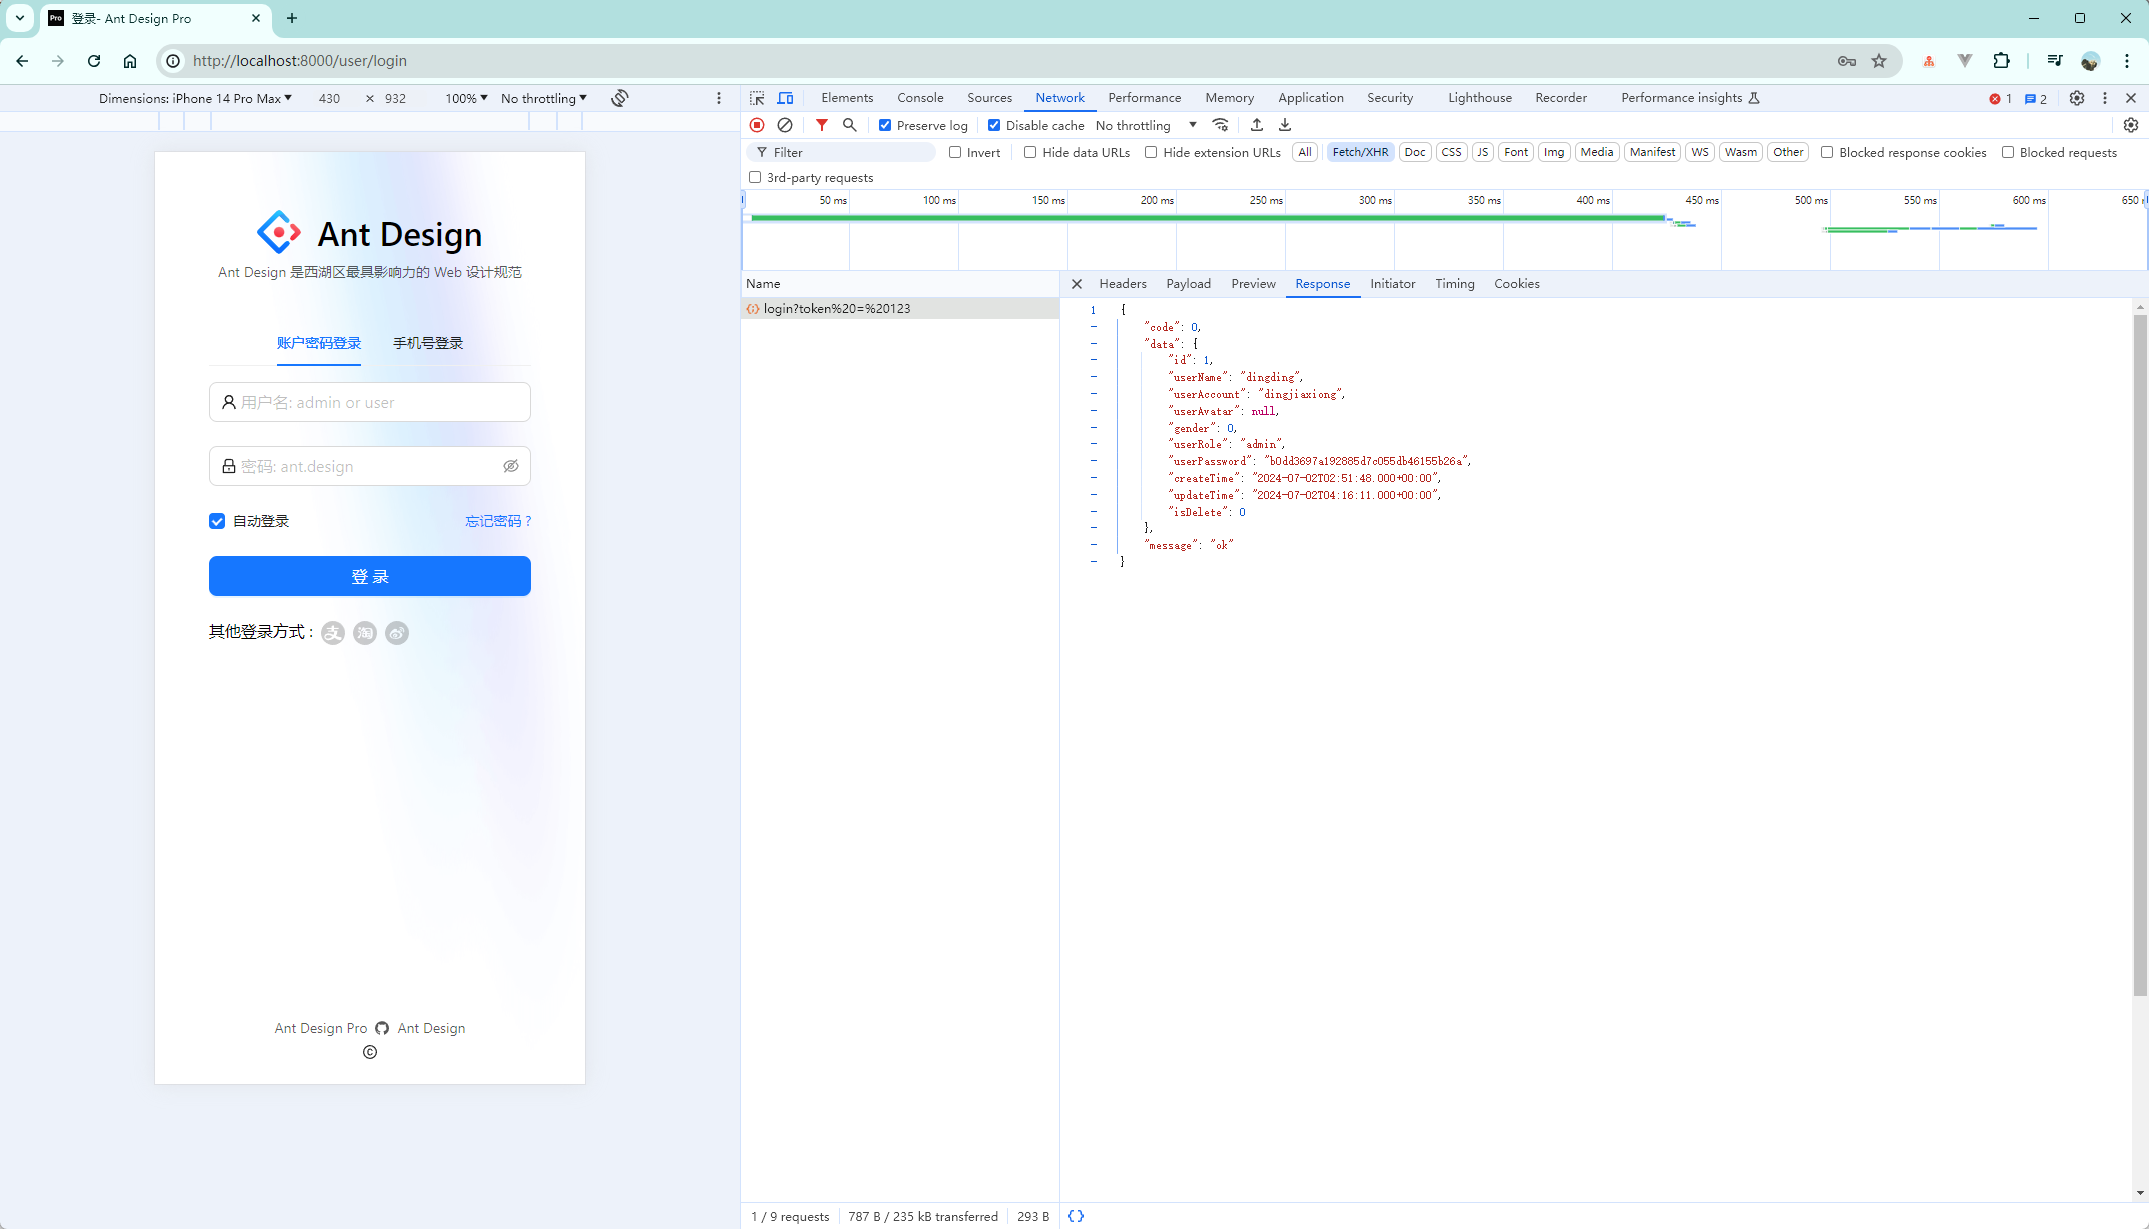 登录- Ant Design Pro
http://localhost:8000/user/login
Dimensions: iPhone 14 Pro Max 430 × 932 100% No throttling
Ant Design
Ant Design 是西湖区最具影响力的 Web 设计规范
账户密码登录 手机号登录
用户名: admin or user
密码: ant.design
自动登录 忘记密码 ?
登 录
其他登录方式 :
支 淘
Ant Design Pro Ant Design
©
Elements Console Sources Network Performance Memory Application Security Lighthouse Recorder Performance insights 1 2
Preserve log Disable cache No throttling
Filter Invert Hide data URLs Hide extension URLs All Fetch/XHR Doc CSS JS Font Img Media Manifest WS Wasm Other Blocked response cookies Blocked requests
3rd-party requests
50 ms 100 ms 150 ms 200 ms 250 ms 300 ms 350 ms 400 ms 450 ms 500 ms 550 ms 600 ms 650
Name
login?token%20=%20123
Headers Payload Preview Response Initiator Timing Cookies
1 {
- "code": 0,
- "data": {
- "id": 1,
- "userName": "dingding",
- "userAccount": "dingjiaxiong",
- "userAvatar": null,
- "gender": 0,
- "userRole": "admin",
- "userPassword": "b0dd3697a192885d7c055db46155b26a",
- "createTime": "2024-07-02T02:51:48.000+00:00",
- "updateTime": "2024-07-02T04:16:11.000+00:00",
- "isDelete": 0
- },
- "message": "ok"
- }
1 / 9 requests 787 B / 235 kB transferred 293 B { }